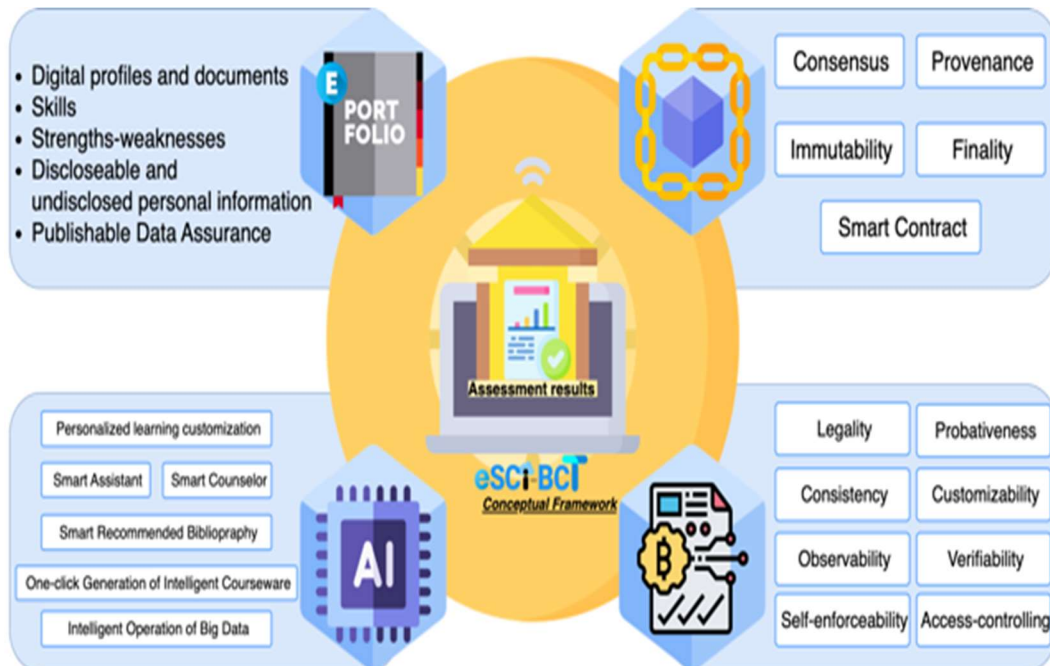 • Digital profiles and documents
• Skills
• Strengths-weaknesses
• Discloseable and
undisclosed personal information
• Publishable Data Assurance
E
PORT
FOLIO
Consensus
Provenance
Immutability
Finality
Smart Contract
Assessment results
eSCi-BCT
Conceptual Framework
Personalized learning customization
Smart Assistant
Smart Counselor
Smart Recommended Bibliopraphy
One-click Generation of Intelligent Courseware
Intelligent Operation of Big Data
AI
B
Legality
Probativeness
Consistency
Customizability
Observability
Verifiability
Self-enforceability
Access-controlling